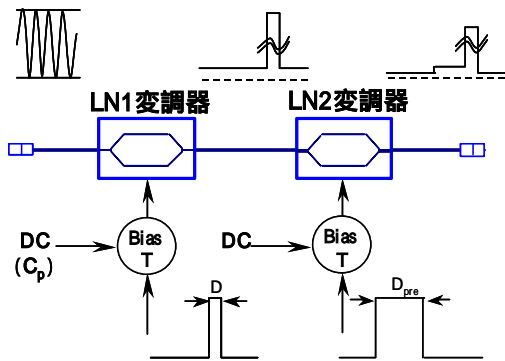 LN1変調器
LN2変調器
DC
(Cp)
Bias
T
DC
Bias
T
D
Dpre